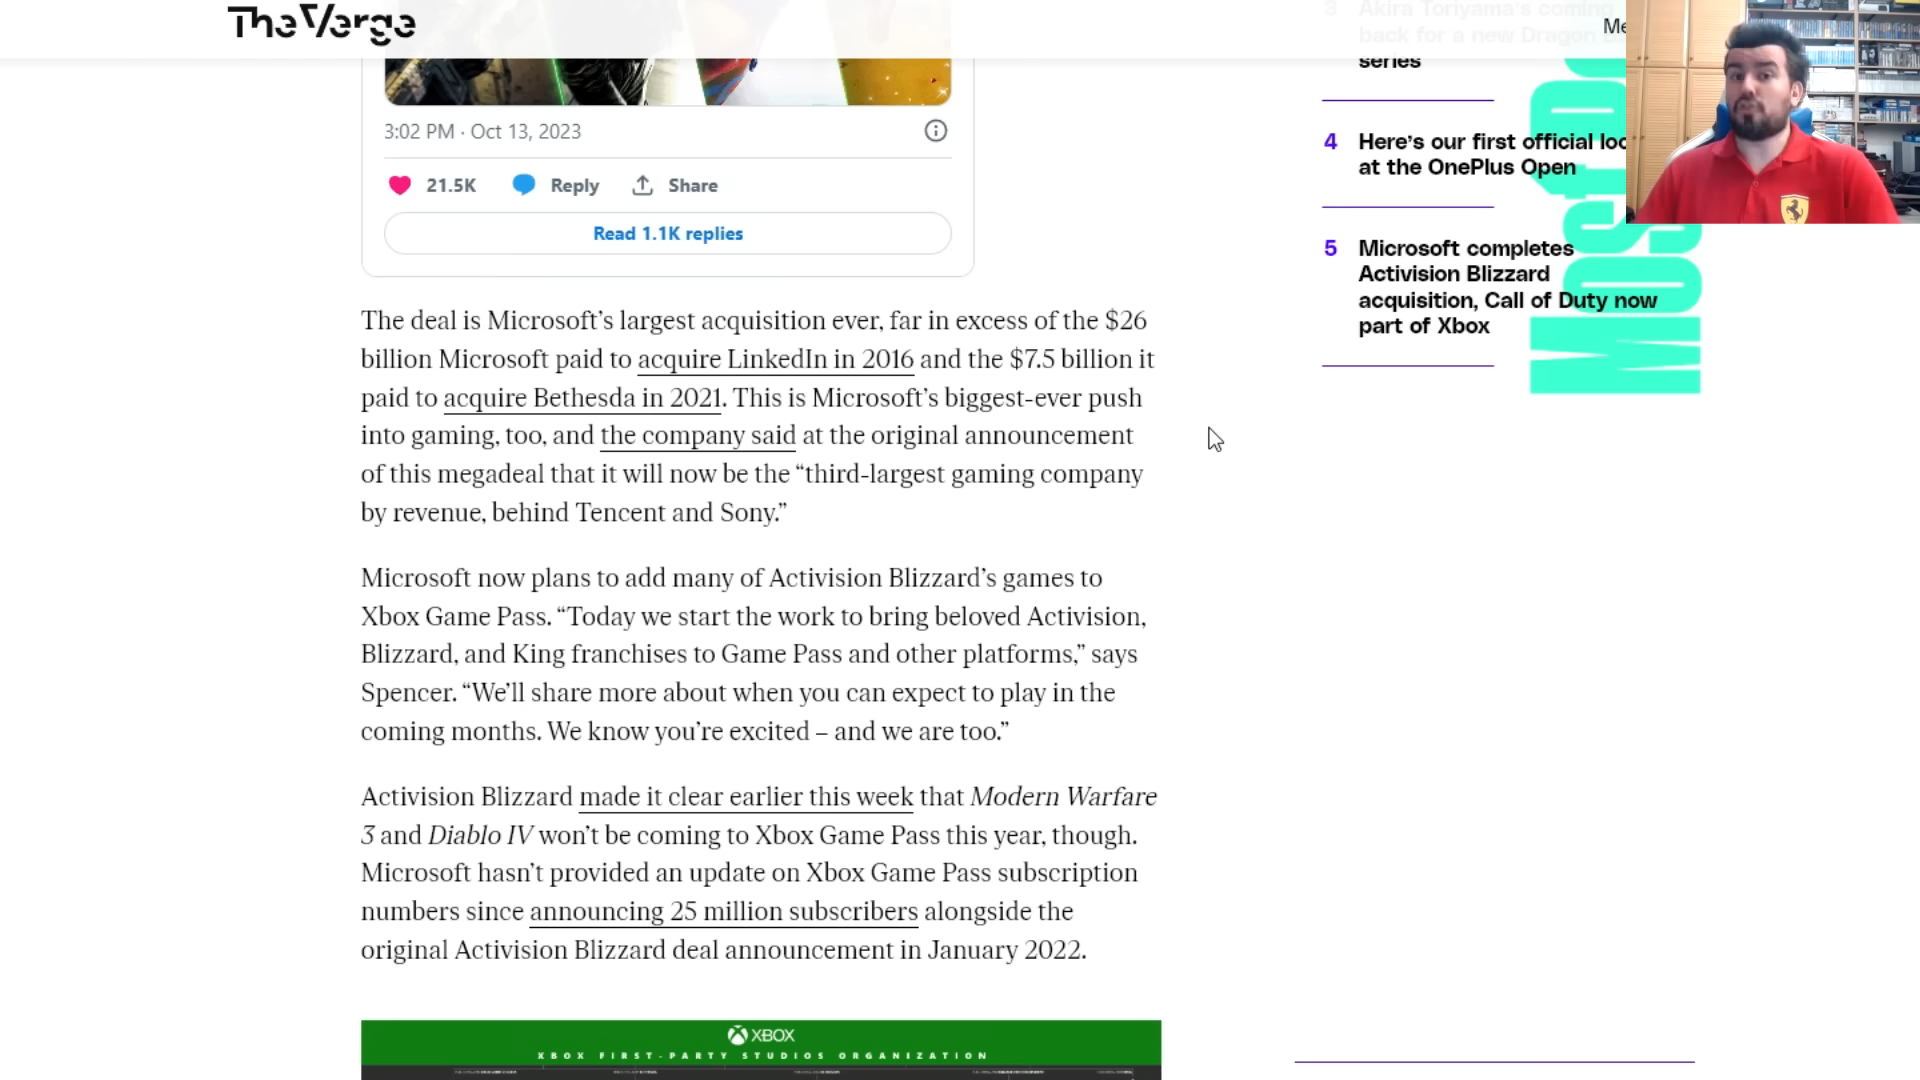 The Verge
Me
3 Akira Toriyama's coming
back for a new Dragon
series
3:02 PM · Oct 13, 2023
21.5K Reply Share
Read 1.1K replies
4 Here's our first official loo
at the OnePlus Open
5 Microsoft completes
Activision Blizzard
acquisition, Call of Duty now
part of Xbox
Most Po
The deal is Microsoft's largest acquisition ever, far in excess of the $26
billion Microsoft paid to acquire LinkedIn in 2016 and the $7.5 billion it
paid to acquire Bethesda in 2021. This is Microsoft's biggest-ever push
into gaming, too, and the company said at the original announcement
of this megadeal that it will now be the “third-largest gaming company
by revenue, behind Tencent and Sony.”
Microsoft now plans to add many of Activision Blizzard's games to
Xbox Game Pass. “Today we start the work to bring beloved Activision,
Blizzard, and King franchises to Game Pass and other platforms,” says
Spencer. “We'll share more about when you can expect to play in the
coming months. We know you're excited – and we are too.”
Activision Blizzard made it clear earlier this week that Modern Warfare
3 and Diablo IV won't be coming to Xbox Game Pass this year, though.
Microsoft hasn't provided an update on Xbox Game Pass subscription
numbers since announcing 25 million subscribers alongside the
original Activision Blizzard deal announcement in January 2022.
XBOX
XBOX FIRST-PARTY STUDIOS ORGANIZATION